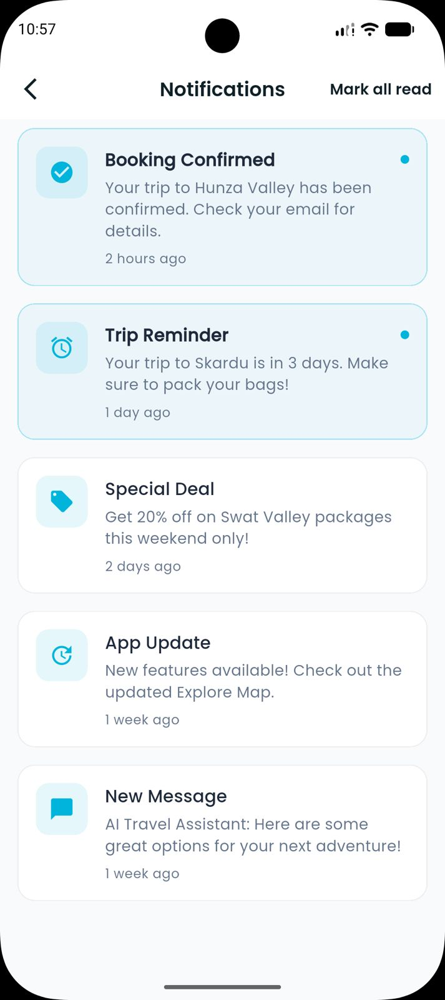 10:57
Notifications
Mark all read
Booking Confirmed
Your trip to Hunza Valley has been
confirmed. Check your email for
details.
2 hours ago
Trip Reminder
Your trip to Skardu is in 3 days. Make
sure to pack your bags!
1 day ago
Special Deal
Get 20% off on Swat Valley packages
this weekend only!
2 days ago
App Update
New features available! Check out the
updated Explore Map.
1 week ago
New Message
AI Travel Assistant: Here are some
great options for your next adventure!
1 week ago